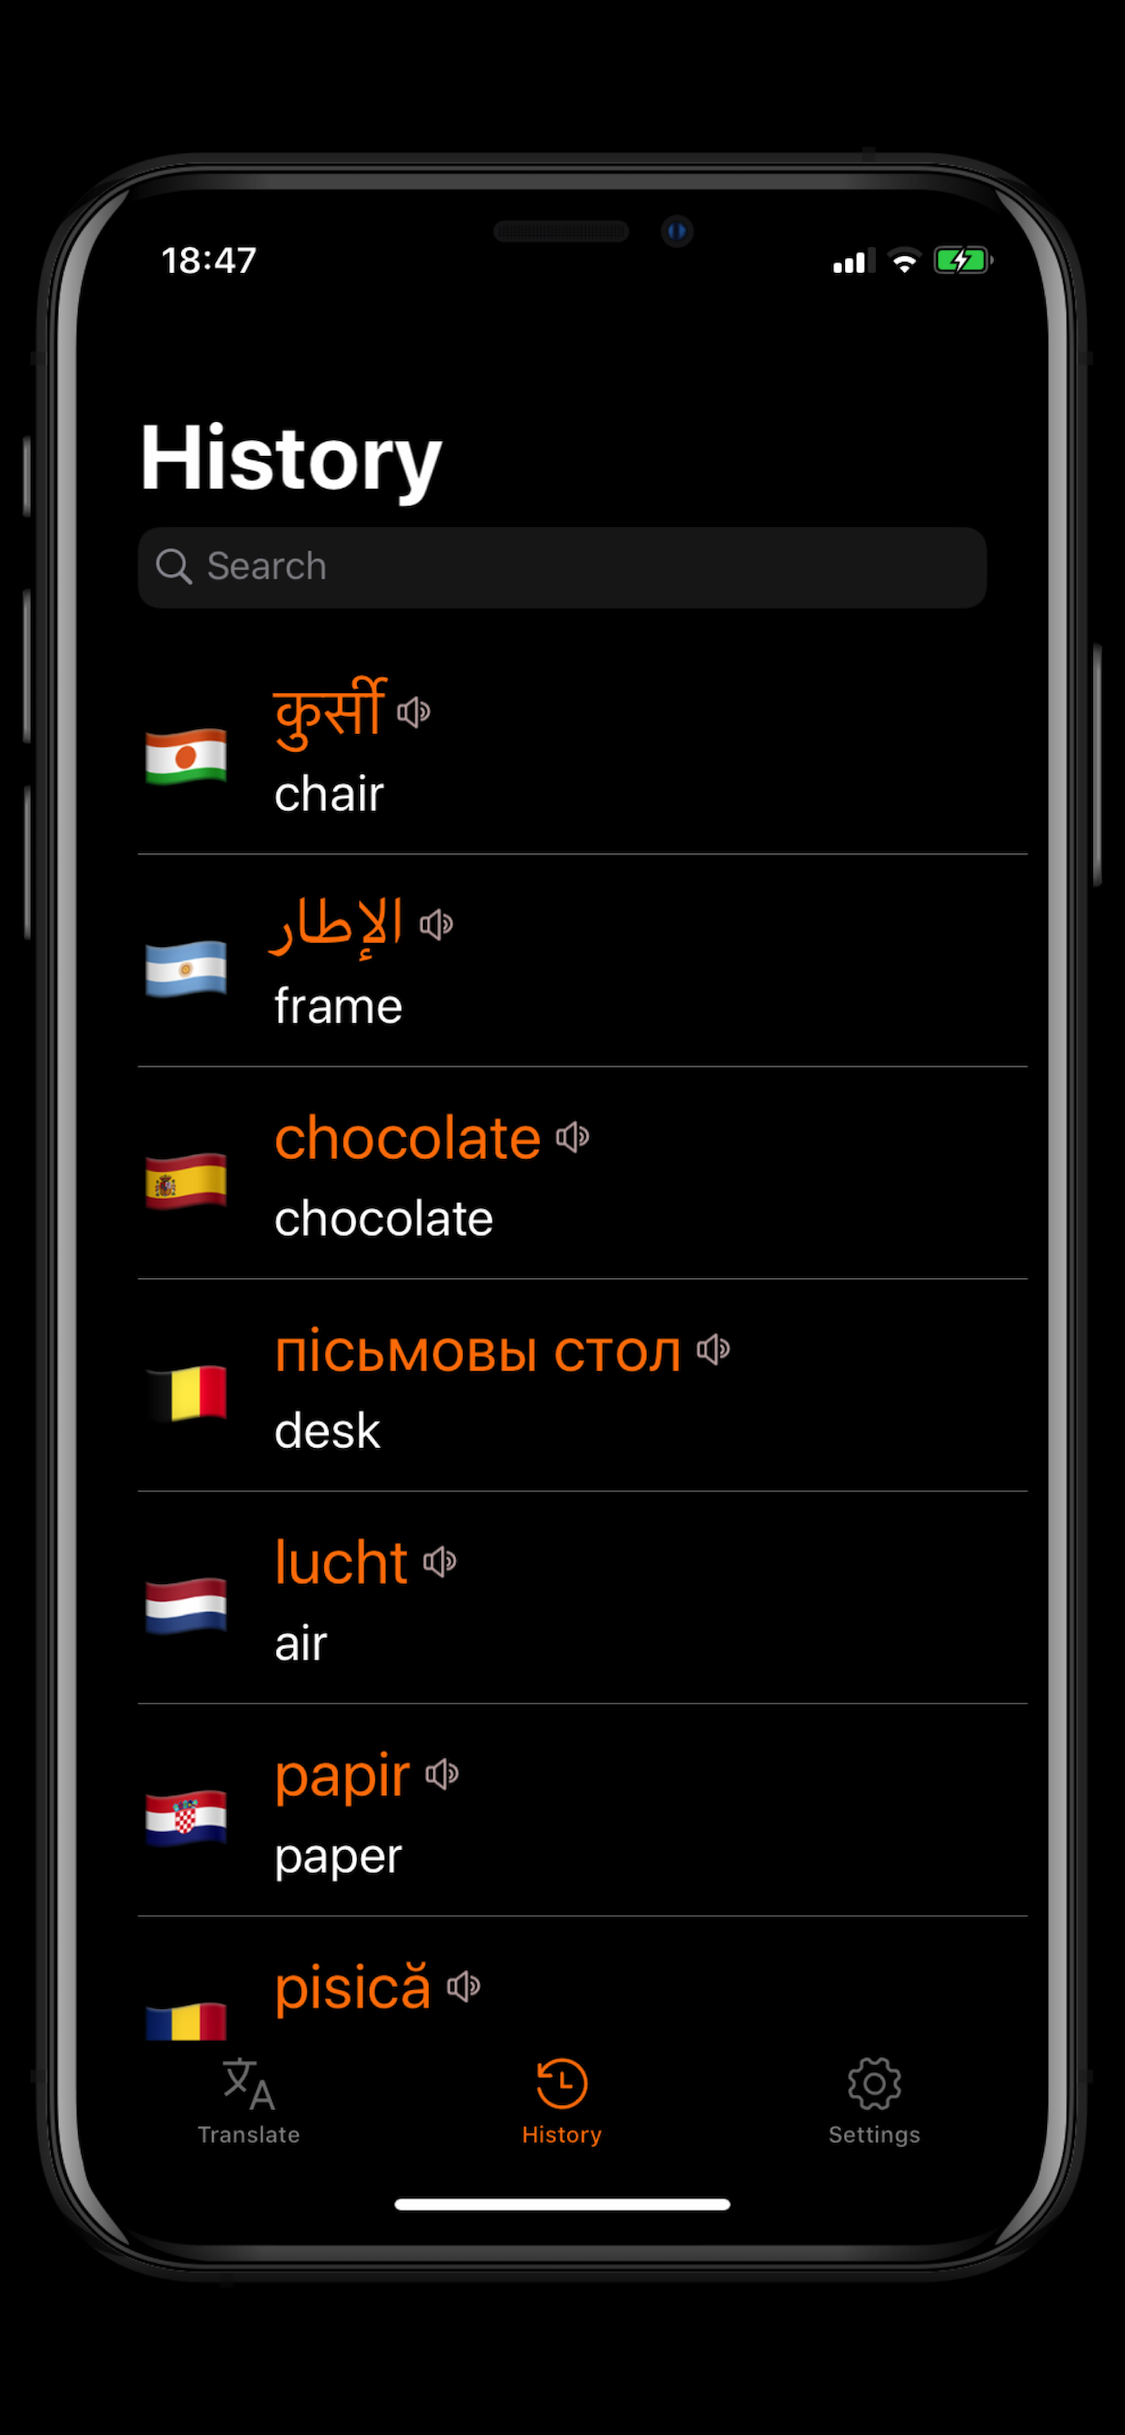 18:47
History
Search
कुर्सी
chair
الإطار
frame
chocolate
chocolate
пісьмовы стол
desk
lucht
air
papir
paper
pisică
Translate
History
Settings